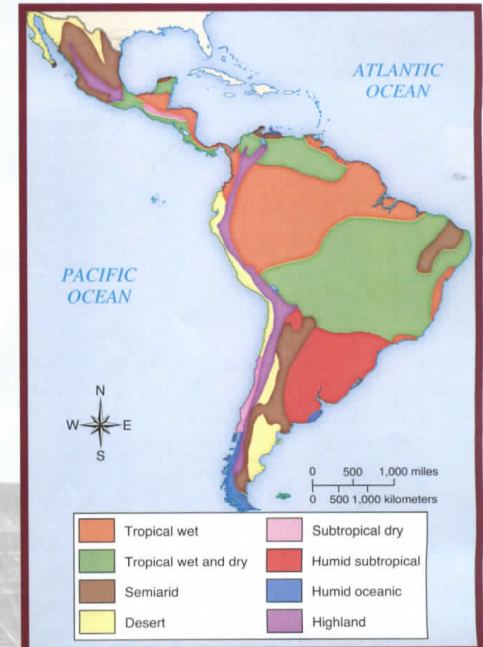 ATLANTIC
OCEAN
PACIFIC
OCEAN
N
W E
S
0 500 1,000 miles
0 500 1,000 kilometers
Tropical wet
Subtropical dry
Tropical wet and dry
Humid subtropical
Semiarid
Humid oceanic
Desert
Highland